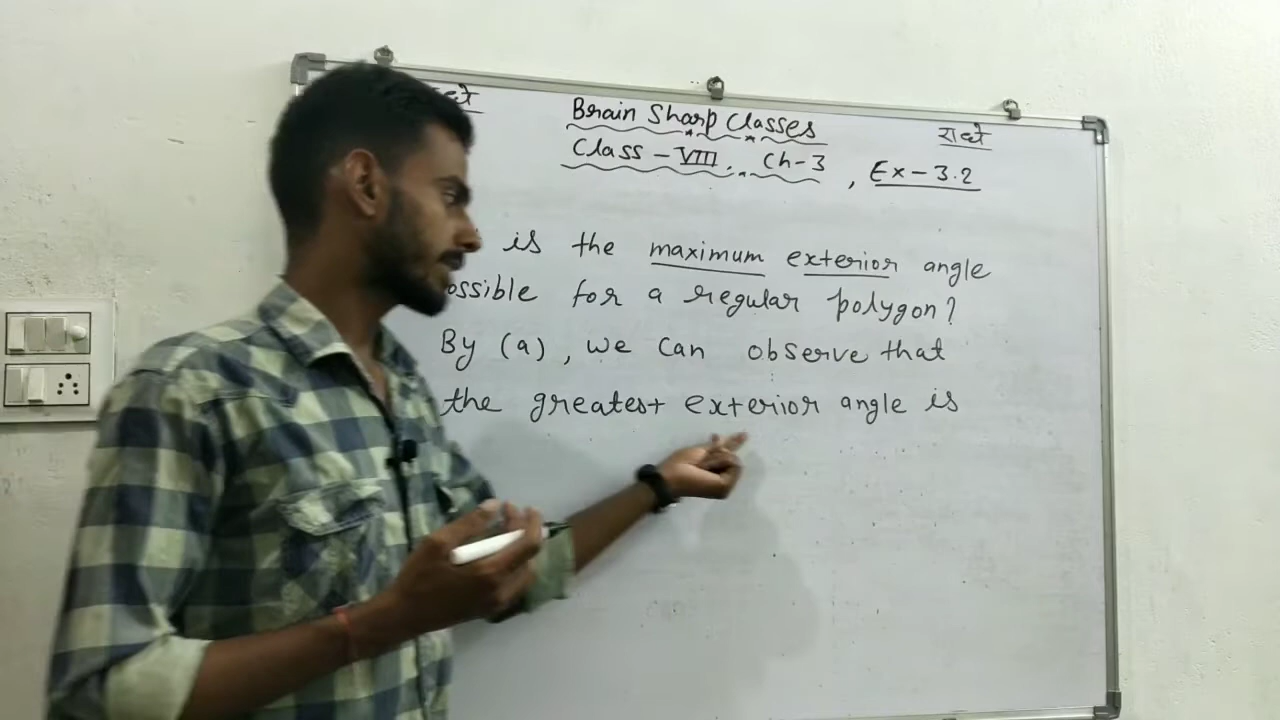 Brain Sharp Classes
राधे
Class - VIII, Ch-3, Ex-3.2
is the maximum exterior angle
ossible for a regular polygon?
By (a), we can observe that
the greatest exterior angle is